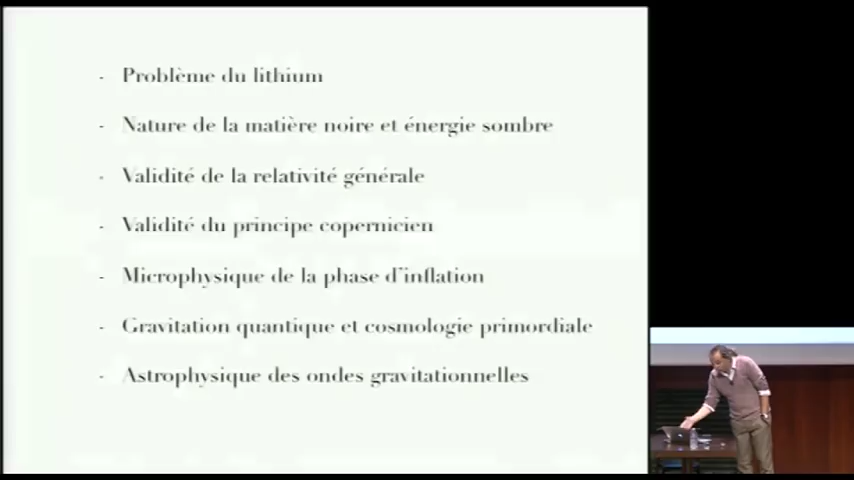 - Problème du lithium
- Nature de la matière noire et énergie sombre
- Validité de la relativité générale
- Validité du principe copernicien
- Microphysique de la phase d'inflation
- Gravitation quantique et cosmologie primordiale
- Astrophysique des ondes gravitationnelles